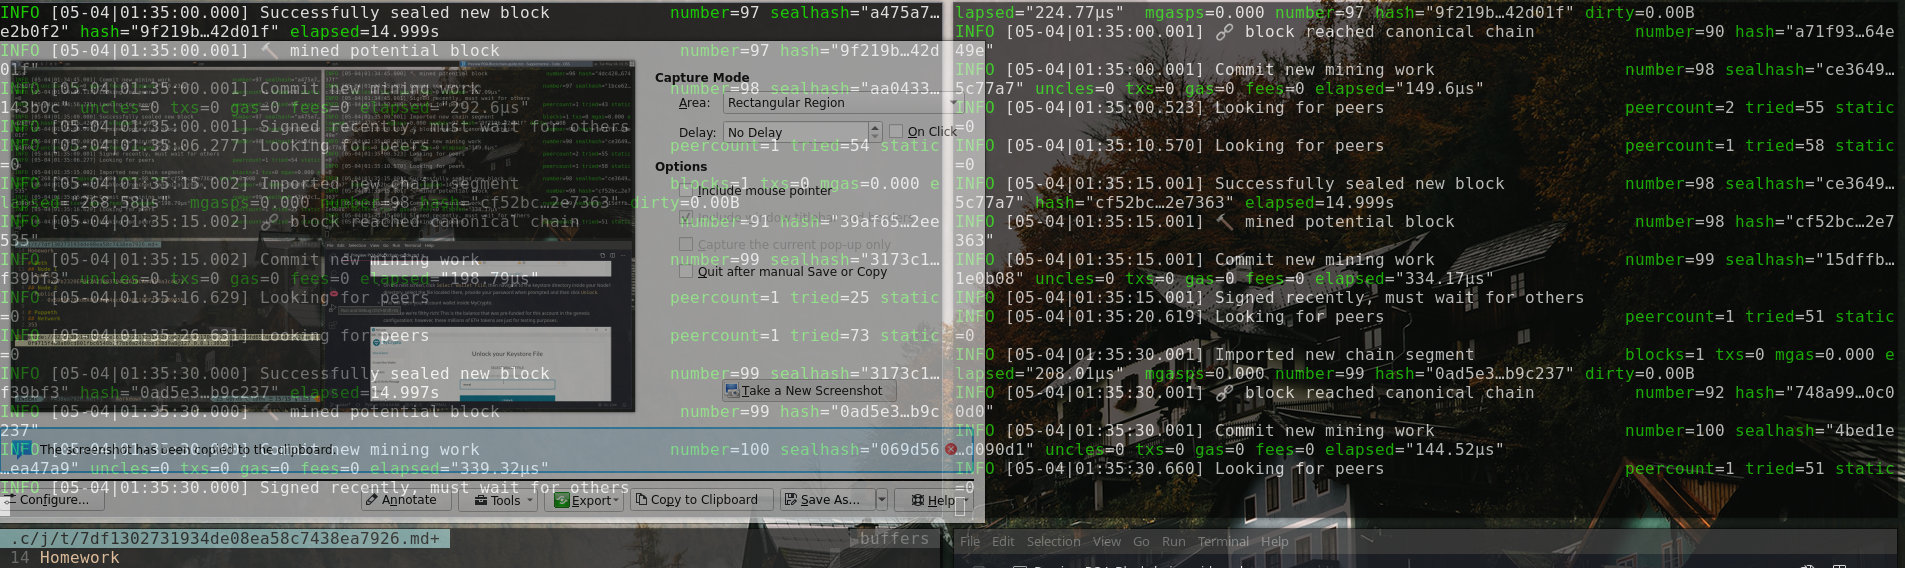 INFO [05-04|01:35:00.000] Successfully sealed new block number=97 sealhash="a475a7…
e2b0f2" hash="9f219b…42d01f" elapsed=14.999s
INFO [05-04|01:35:00.001] 🔨 mined potential block number=97 hash="9f219b…42d
01f"
INFO [05-04|01:35:00.001] Commit new mining work number=98 sealhash="aa0433…
143b0c" uncles=0 txs=0 gas=0 fees=0 elapsed="292.6µs"
INFO [05-04|01:35:00.001] Signed recently, must wait for others
INFO [05-04|01:35:06.277] Looking for peers peercount=1 tried=54 static
=0
INFO [05-04|01:35:15.002] Imported new chain segment blocks=1 txs=0 mgas=0.000 e
lapsed="268.58µs" mgasps=0.000 number=98 hash="cf52bc…2e7363" dirty=0.00B
INFO [05-04|01:35:15.002] 🔗 block reached canonical chain number=91 hash="39af65…2ee
535"
INFO [05-04|01:35:15.002] Commit new mining work number=99 sealhash="3173c1…
f39bf3" uncles=0 txs=0 gas=0 fees=0 elapsed="198.79µs"
INFO [05-04|01:35:16.629] Looking for peers peercount=1 tried=25 static
=0
INFO [05-04|01:35:26.631] Looking for peers peercount=1 tried=73 static
=0
INFO [05-04|01:35:30.000] Successfully sealed new block number=99 sealhash="3173c1…
f39bf3" hash="0ad5e3…b9c237" elapsed=14.997s
INFO [05-04|01:35:30.000] 🔨 mined potential block number=99 hash="0ad5e3…b9c
237"
INFO [05-04|01:35:30.000] Commit new mining work number=100 sealhash="069d56
…ea47a9" uncles=0 txs=0 gas=0 fees=0 elapsed="339.32µs"
INFO [05-04|01:35:30.000] Signed recently, must wait for others
Capture Mode
Area: Rectangular Region
Delay: No Delay On Click
Options
Include mouse pointer
Capture the current pop-up only
Quit after manual Save or Copy
Take a New Screenshot
The screenshot has been copied to the clipboard.
Configure... Annotate Tools Export Copy to Clipboard Save As... Help
Unlock your Keystore File
.c/j/t/7df1302731934de08ea58c7438ea7926.md+ buffers
14 Homework
lapsed="224.77µs" mgasps=0.000 number=97 hash="9f219b…42d01f" dirty=0.00B
INFO [05-04|01:35:00.001] 🔗 block reached canonical chain number=90 hash="a71f93…64e
49e"
INFO [05-04|01:35:00.001] Commit new mining work number=98 sealhash="ce3649…
5c77a7" uncles=0 txs=0 gas=0 fees=0 elapsed="149.6µs"
INFO [05-04|01:35:00.523] Looking for peers peercount=2 tried=55 static
=0
INFO [05-04|01:35:10.570] Looking for peers peercount=1 tried=58 static
=0
INFO [05-04|01:35:15.001] Successfully sealed new block number=98 sealhash="ce3649…
5c77a7" hash="cf52bc…2e7363" elapsed=14.999s
INFO [05-04|01:35:15.001] 🔨 mined potential block number=98 hash="cf52bc…2e7
363"
INFO [05-04|01:35:15.001] Commit new mining work number=99 sealhash="15dffb…
1e0b08" uncles=0 txs=0 gas=0 fees=0 elapsed="334.17µs"
INFO [05-04|01:35:15.001] Signed recently, must wait for others
INFO [05-04|01:35:20.619] Looking for peers peercount=1 tried=51 static
=0
INFO [05-04|01:35:30.001] Imported new chain segment blocks=1 txs=0 mgas=0.000 e
lapsed="208.01µs" mgasps=0.000 number=99 hash="0ad5e3…b9c237" dirty=0.00B
INFO [05-04|01:35:30.001] 🔗 block reached canonical chain number=92 hash="748a99…0c0
0d0"
INFO [05-04|01:35:30.001] Commit new mining work number=100 sealhash="4bed1e
…d090d1" uncles=0 txs=0 gas=0 fees=0 elapsed="144.52µs"
INFO [05-04|01:35:30.660] Looking for peers peercount=1 tried=51 static
=0
File Edit Selection View Go Run Terminal Help